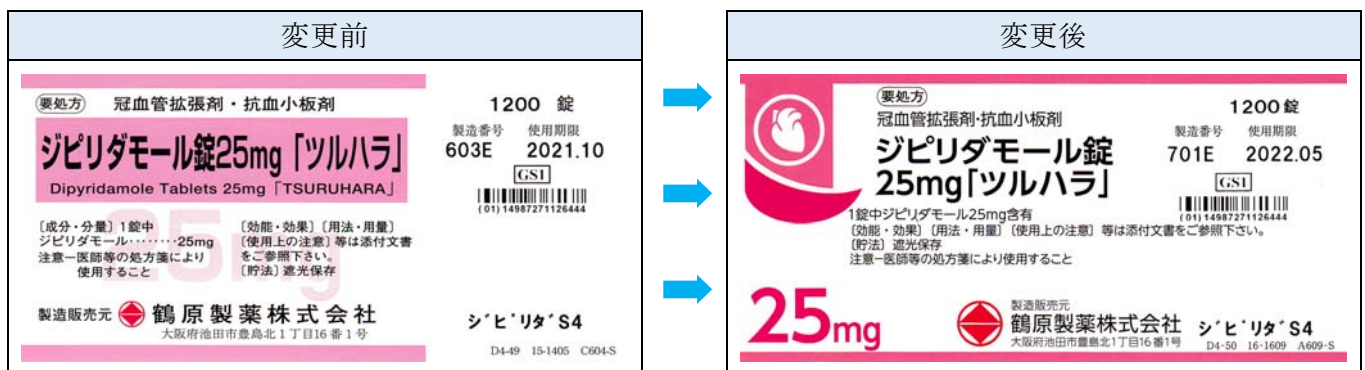 変更前
要処方 冠血管拡張剤・抗血小板剤
ジピリダモール錠25mg「ツルハラ」
Dipyridamole Tablets 25mg「TSURUHARA」
25mg
〔成分・分量〕1錠中
ジピリダモール………25mg
注意－医師等の処方箋により
使用すること
〔効能・効果〕〔用法・用量〕
〔使用上の注意〕等は添付文書
をご参照下さい。
〔貯法〕遮光保存
製造販売元 鶴原製薬株式会社
大阪府池田市豊島北1丁目16番1号
1200 錠
製造番号 使用期限
603E 2021.10
GS1
(01)14987271126444
ジピリダS4
D4-49 15-1405 C604-S
変更後
要処方
冠血管拡張剤・抗血小板剤
ジピリダモール錠
25mg「ツルハラ」
1錠中ジピリダモール25mg含有
〔効能・効果〕〔用法・用量〕〔使用上の注意〕等は添付文書をご参照下さい。
〔貯法〕遮光保存
注意－医師等の処方箋により使用すること
25mg
製造販売元
鶴原製薬株式会社
大阪府池田市豊島北1丁目16番1号
1200錠
製造番号 使用期限
701E 2022.05
GS1
(01)14987271126444
ジピリダS4
D4-50 16-1609 A609-S